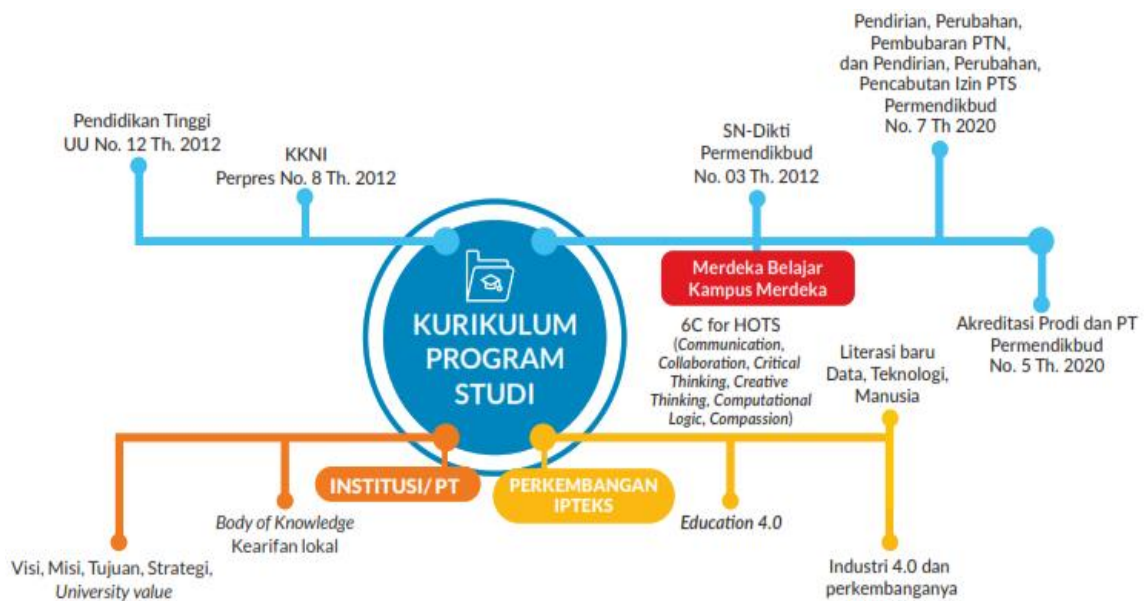 Pendirian, Perubahan,
Pembubaran PTN,
dan Pendirian, Perubahan,
Pencabutan Izin PTS
Permendikbud
No. 7 Th 2020
Pendidikan Tinggi
UU No. 12 Th. 2012
KKNI
Perpres No. 8 Th. 2012
SN-Dikti
Permendikbud
No. 03 Th. 2012
Merdeka Belajar
Kampus Merdeka
KURIKULUM
PROGRAM
STUDI
6C for HOTS
(Communication,
Collaboration, Critical
Thinking, Creative
Thinking, Computational
Logic, Compassion)
Literasi baru
Data, Teknologi,
Manusia
Akreditasi Prodi dan PT
Permendikbud
No. 5 Th. 2020
INSTITUSI/PT
PERKEMBANGAN
IPTEKS
Body of Knowledge
Kearifan lokal
Education 4.0
Visi, Misi, Tujuan, Strategi,
University value
Industri 4.0 dan
perkembanganya